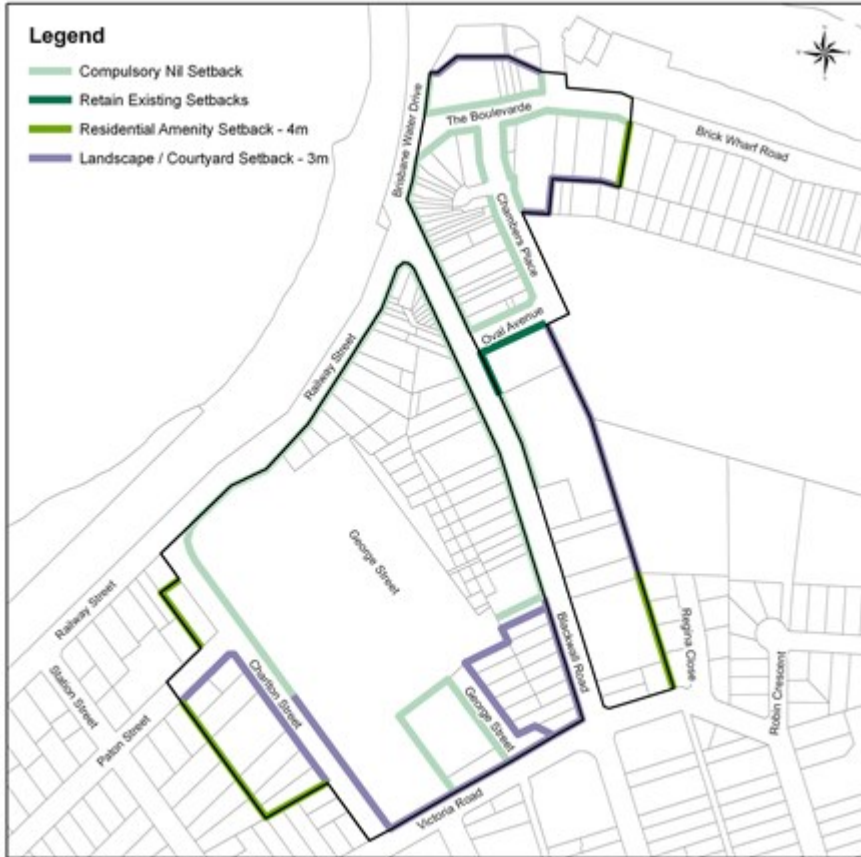 Legend
Compulsory Nil Setback
Retain Existing Setbacks
Residential Amenity Setback - 4m
Landscape / Courtyard Setback - 3m
Brisbane Water Drive
The Boulevarde
Brick Wharf Road
Chambers Place
Oval Avenue
Railway Street
George Street
Railway Street
Station Street
Paton Street
Charlton Street
George Street
Blackwall Road
Victoria Road
Regina Close
Robin Crescent